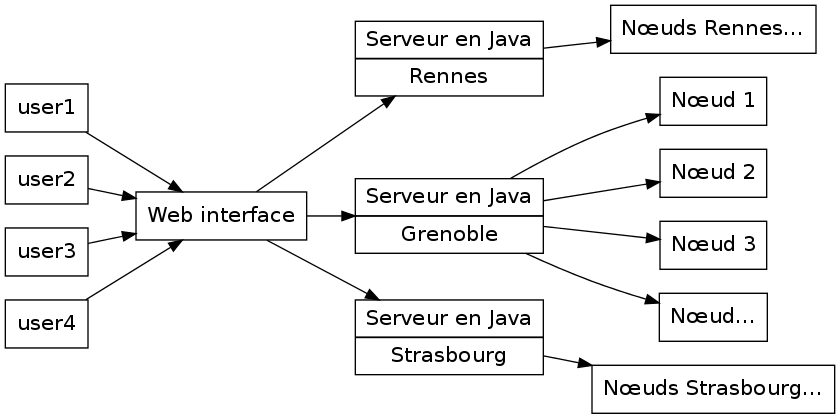 user1
user2
user3
user4
Web interface
Serveur en Java
Rennes
Serveur en Java
Grenoble
Serveur en Java
Strasbourg
Nœuds Rennes...
Nœud 1
Nœud 2
Nœud 3
Nœud...
Nœuds Strasbourg...